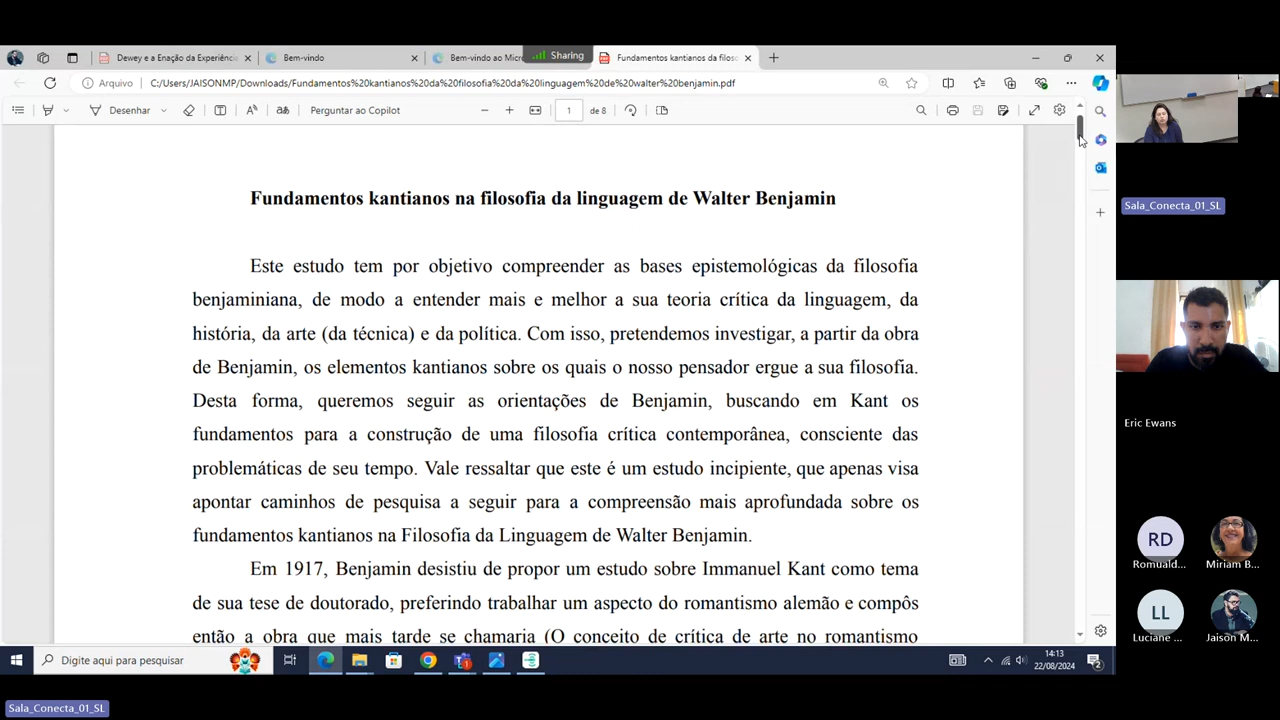 Dewey e a Enação da Experiênci
Bem-vindo
Bem-vindo ao Micr
Sharing
Fundamentos kantianos da filoso
Arquivo
C:/Users/JAISONMP/Downloads/Fundamentos%20kantianos%20da%20filosofia%20da%20linguagem%20de%20walter%20benjamin.pdf
Desenhar
Perguntar ao Copilot
1
de 8
Fundamentos kantianos na filosofia da linguagem de Walter Benjamin
Este estudo tem por objetivo compreender as bases epistemológicas da filosofia
benjaminiana, de modo a entender mais e melhor a sua teoria crítica da linguagem, da
história, da arte (da técnica) e da política. Com isso, pretendemos investigar, a partir da obra
de Benjamin, os elementos kantianos sobre os quais o nosso pensador ergue a sua filosofia.
Desta forma, queremos seguir as orientações de Benjamin, buscando em Kant os
fundamentos para a construção de uma filosofia crítica contemporânea, consciente das
problemáticas de seu tempo. Vale ressaltar que este é um estudo incipiente, que apenas visa
apontar caminhos de pesquisa a seguir para a compreensão mais aprofundada sobre os
fundamentos kantianos na Filosofia da Linguagem de Walter Benjamin.
Em 1917, Benjamin desistiu de propor um estudo sobre Immanuel Kant como tema
de sua tese de doutorado, preferindo trabalhar um aspecto do romantismo alemão e compôs
então a obra que mais tarde se chamaria (O conceito de crítica de arte no romantismo
Digite aqui para pesquisar
14:13
22/08/2024
2
Sala_Conecta_01_SL
Eric Ewans
RD
Romuald...
Miriam B...
LL
Luciane ...
Jaison M...
Sala_Conecta_01_SL